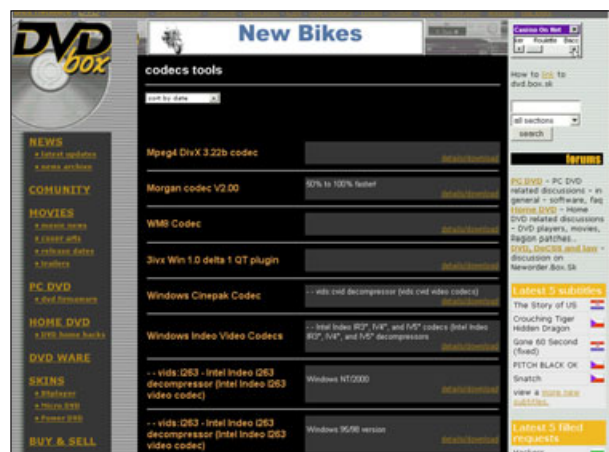 DVD
box
New Bikes
Casino On Net
Roulette
NEWS
latest updates
news archive
COMUNITY
MOVIES
movie news
cover arts
release dates
trailers
PC DVD
dvd firmwares
HOME DVD
DVD home hacks
DVD WARE
SKINS
Dtplayer
Micro DVD
Power DVD
BUY & SELL
codecs tools
sort by date
Mpeg4 DivX 3.22b codec
details/download
Morgan codec V2.00
50% to 100% faster!
details/download
WM8 Codec
details/download
3ivx Win 1.0 delta 1 QT plugin
details/download
Windows Cinepak Codec
- - vids:cvid decompressor (vids:cvid video codecs)
details/download
Windows Indeo Video Codecs
- - Intel Indeo IR3", IV4", and IV5" codecs (Intel Indeo
IR3", IV4", and IV5" decompressors
details/download
- - vids:I263 - Intel Indeo I263
decompressor (Intel Indeo I263
video codec)
Windows NT/2000
details/download
- - vids:I263 - Intel Indeo I263
decompressor (Intel Indeo I263
video codec)
Windows 95/98 version
details/download
How to link to
dvd.box.sk
all sections
search
forums
PC DVD - PC DVD
related discussions - in
general - software, faq
Home DVD - Home
DVD related discussions
- DVD players, movies,
Region patches...
DVD, DeCSS and law -
discussion on
Neworder.Box.Sk
Latest 5 subtitles
The Story of US
Crouching Tiger
Hidden Dragon
Gone 60 Second
(fixed)
PITCH BLACK OK
Snatch
view a more new
subtitles.
Latest 5 filled
requests